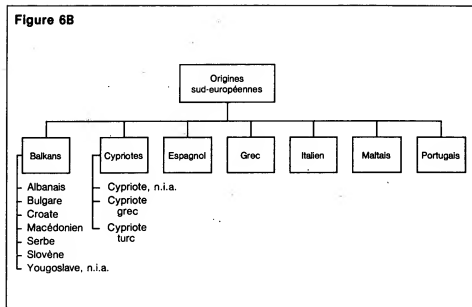 Figure 6B
Origines
sud-européennes
Balkans
Cypriotes
Espagnol
Grec
Italien
Maltais
Portugais
Albanais
Bulgare
Croate
Macédonien
Serbe
Slovène
Yougoslave, n.i.a.
Cypriote, n.i.a.
Cypriote
grec
Cypriote
turc